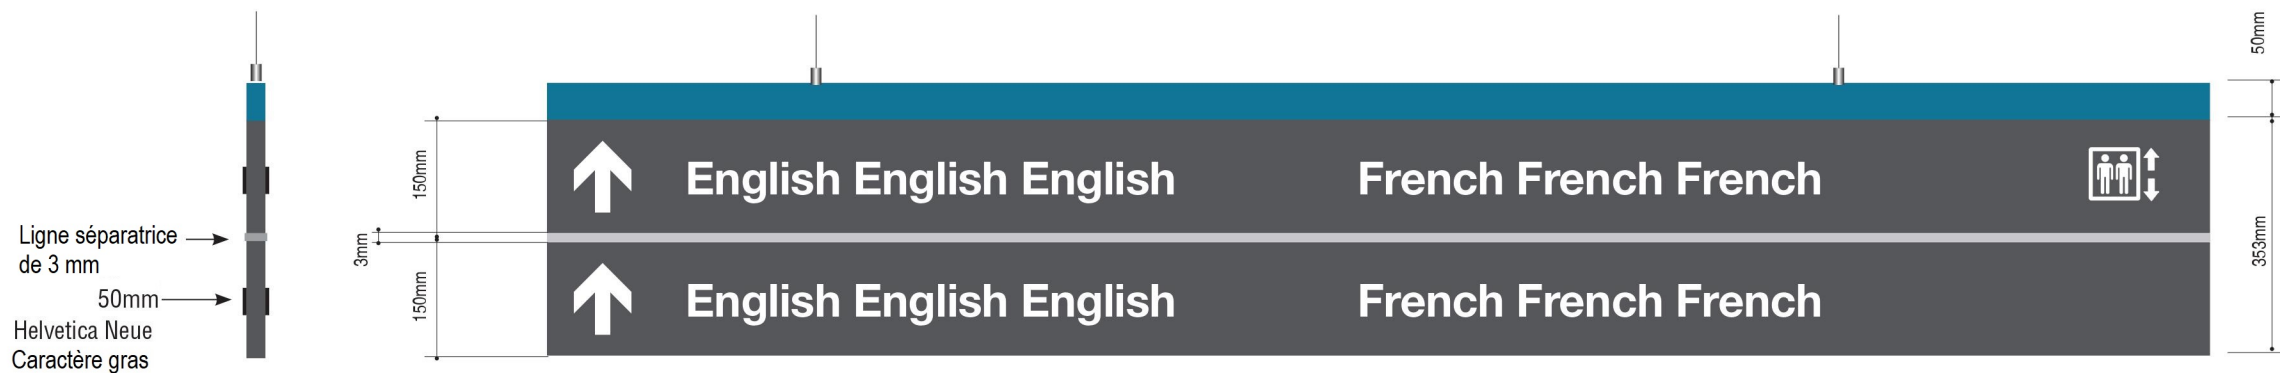 Ligne séparatrice
de 3 mm
50mm
Helvetica Neue
Caractère gras
150mm
3mm
150mm
English English English French French French
English English English French French French
50mm
353mm